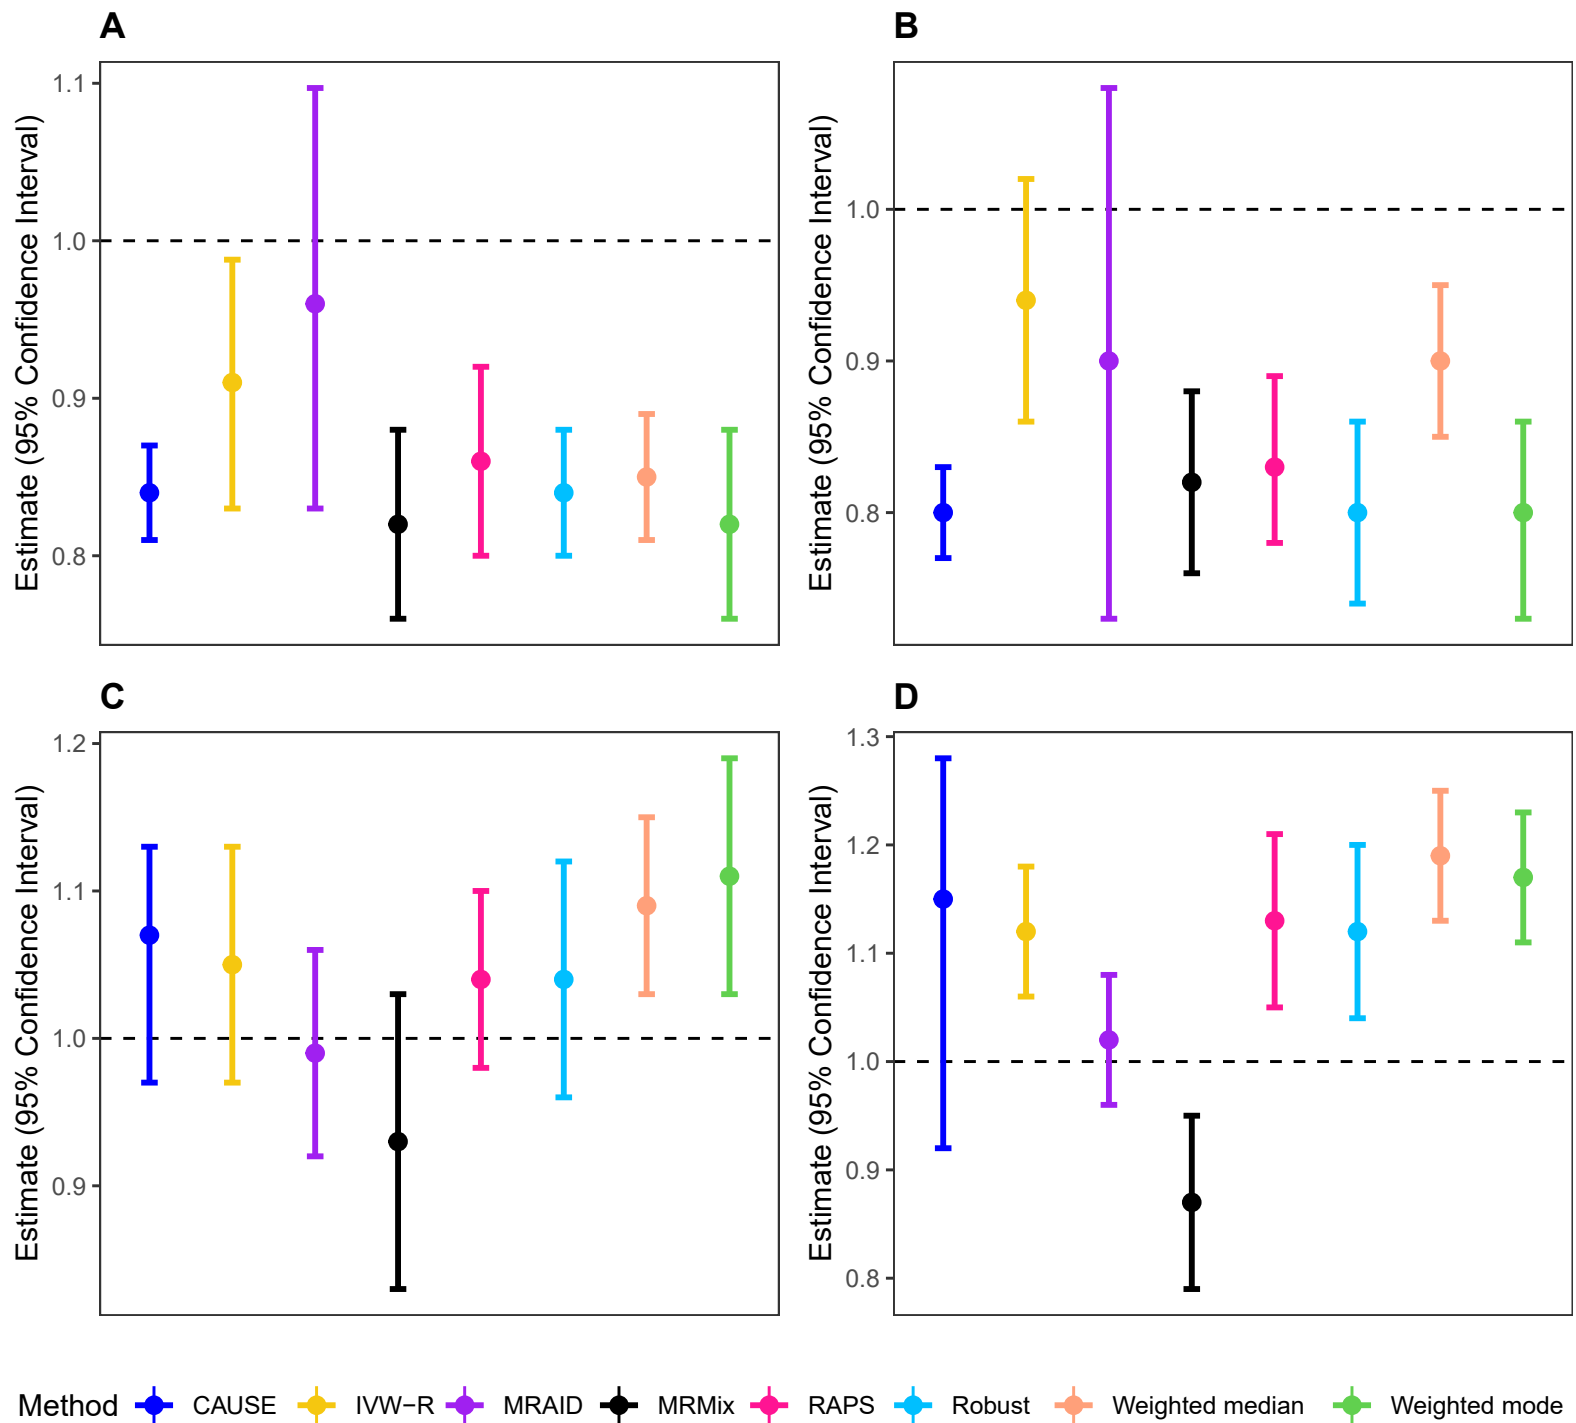 A
B
Estimate (95% Confidence Interval)
1.1
1.0
0.9
0.8
Estimate (95% Confidence Interval)
1.0
0.9
0.8
C
D
Estimate (95% Confidence Interval)
1.2
1.1
1.0
0.9
Estimate (95% Confidence Interval)
1.3
1.2
1.1
1.0
0.9
0.8
Method CAUSE IVW−R MRAID MRMix RAPS Robust Weighted median Weighted mode